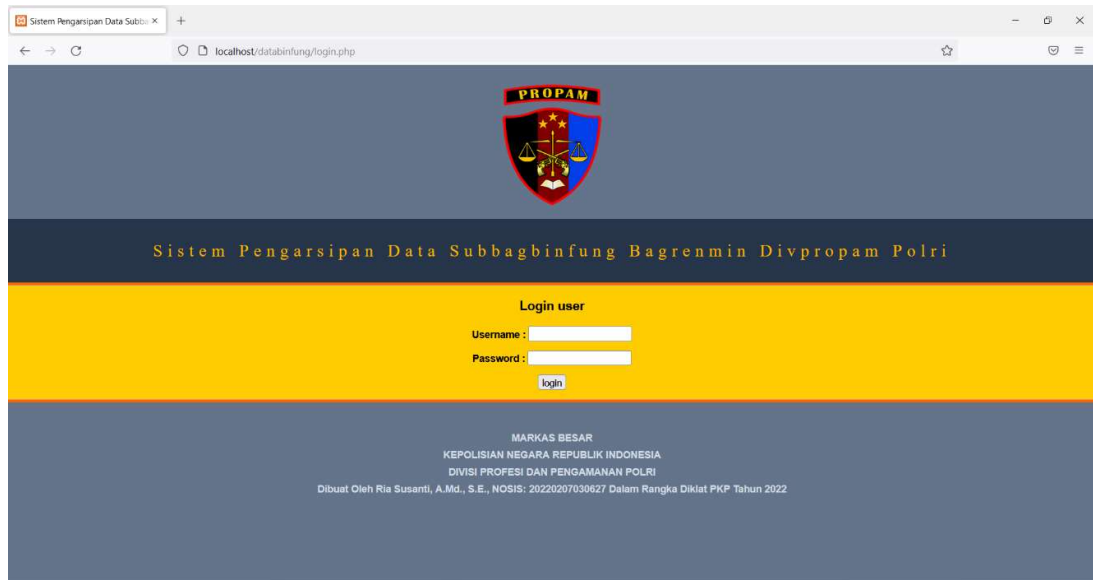 Sistem Pengarsipan Data Subba
localhost/databinfung/login.php
PROPAM
Sistem Pengarsipan Data Subbagbinfung Bagrenmin Divpropam Polri
Login user
Username :
Password :
login
MARKAS BESAR
KEPOLISIAN NEGARA REPUBLIK INDONESIA
DIVISI PROFESI DAN PENGAMANAN POLRI
Dibuat Oleh Ria Susanti, A.Md., S.E., NOSIS: 20220207030627 Dalam Rangka Diklat PKP Tahun 2022